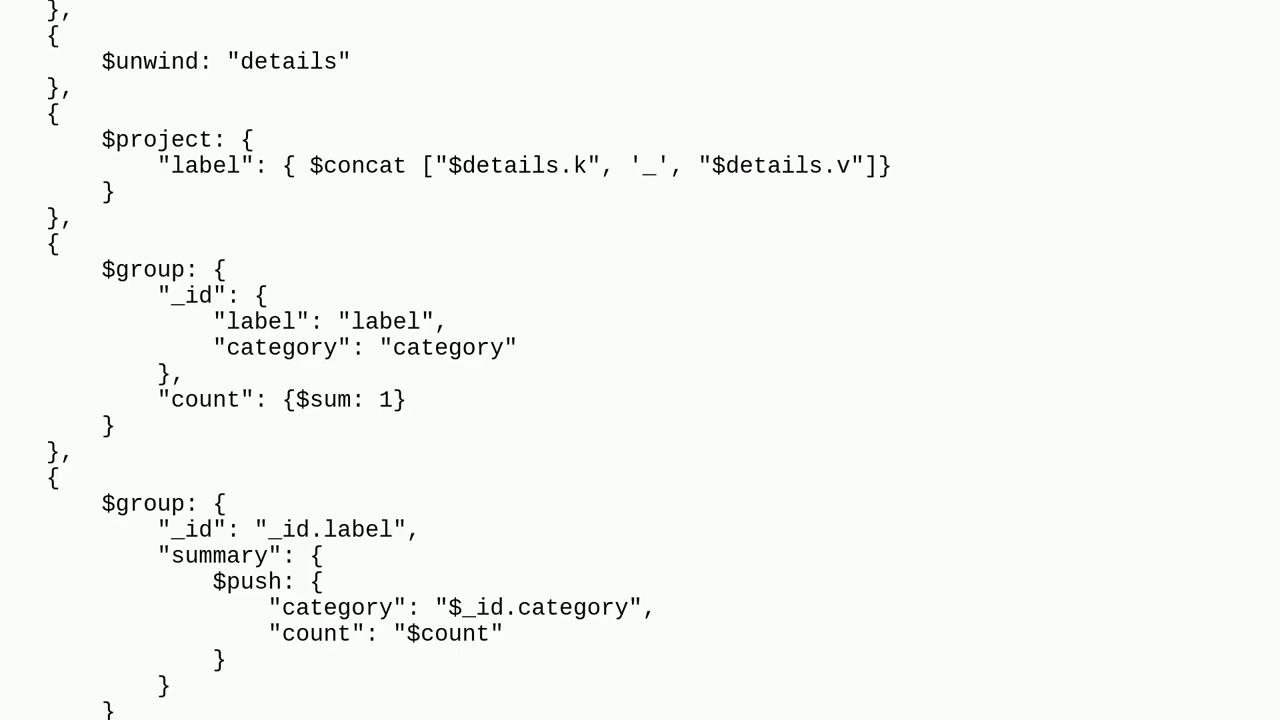 },
{
    $unwind: "details"
},
{
    $project: {
        "label": { $concat ["$details.k", '_', "$details.v"]}
    }
},
{
    $group: {
        "_id": {
            "label": "label",
            "category": "category"
        },
        "count": {$sum: 1}
    }
},
{
    $group: {
        "_id": "_id.label",
        "summary": {
            $push: {
                "category": "$_id.category",
                "count": "$count"
            }
        }
    }